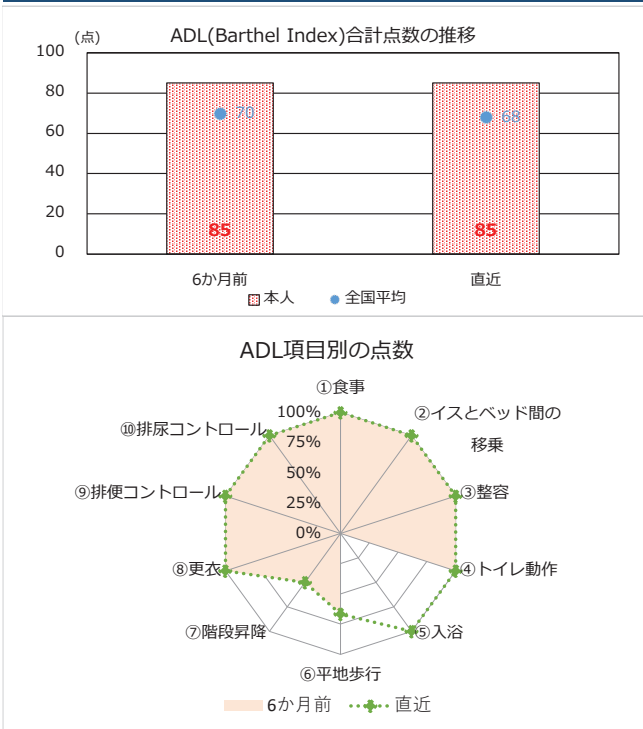 ADL(Barthel Index)合計点数の推移
(点)
100
80
60
40
20
0
70
68
85
85
6か月前
直近
本人
全国平均
ADL項目別の点数
①食事
②イスとベッド間の
移乗
③整容
④トイレ動作
⑤入浴
⑥平地歩行
⑦階段昇降
⑧更衣
⑨排便コントロール
⑩排尿コントロール
100%
75%
50%
25%
0%
6か月前
直近